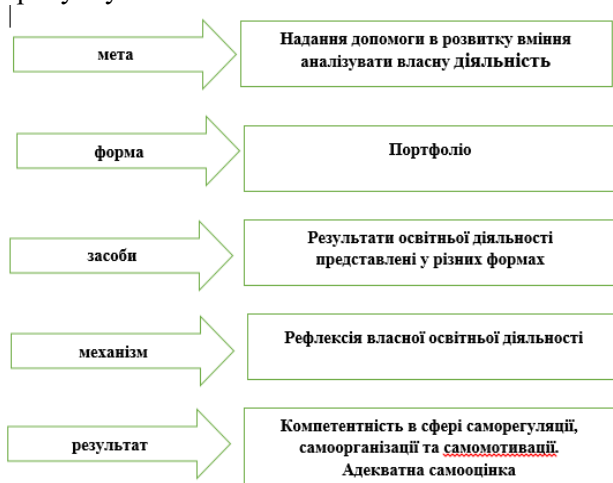 мета
Надання допомоги в розвитку вміння
аналізувати власну діяльність
форма
Портфоліо
засоби
Результати освітньої діяльності
представлені у різних формах
механізм
Рефлексія власної освітньої діяльності
результат
Компетентність в сфері саморегуляції,
самоорганізації та самомотивації.
Адекватна самооцінка